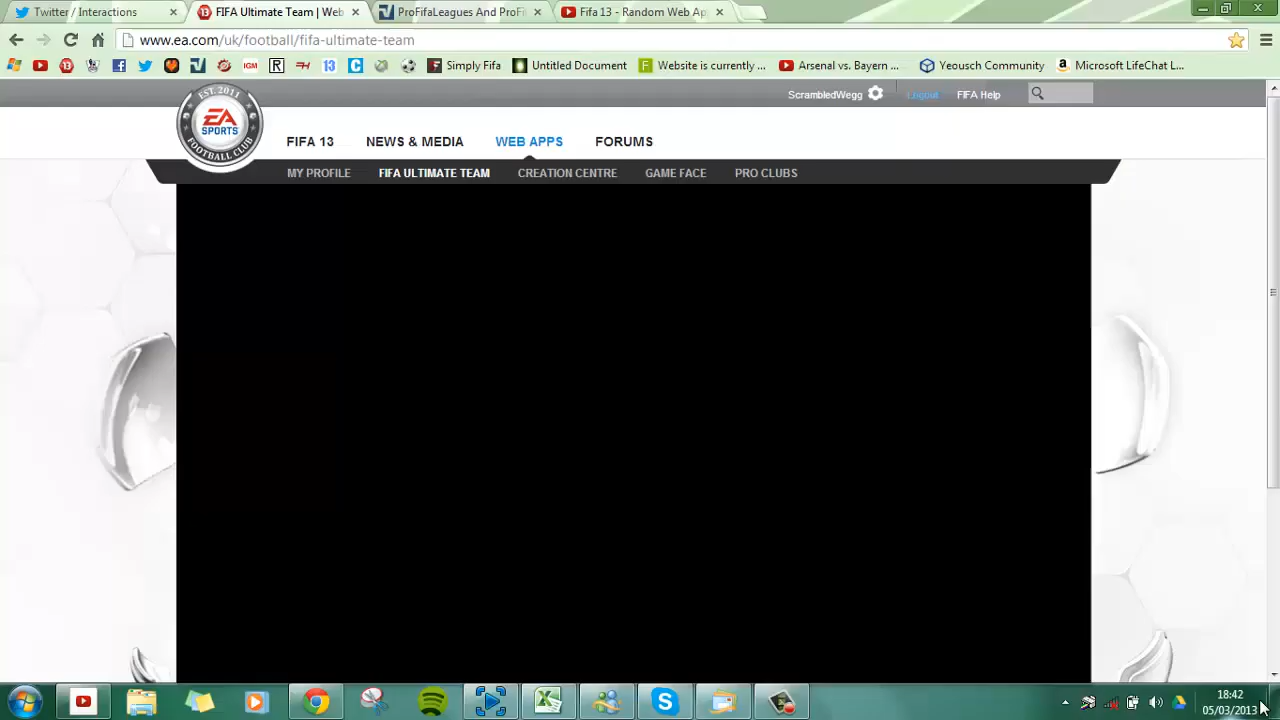 Twitter / Interactions
FIFA Ultimate Team | Web
ProFifaLeagues And ProFi
Fifa 13 - Random Web Ap
www.ea.com/uk/football/fifa-ultimate-team
IGM
R
13
C
Simply Fifa
Untitled Document
F
Website is currently ...
Arsenal vs. Bayern ...
Yeousch Community
a
Microsoft LifeChat L...
EST. 2011
EA
SPORTS
FOOTBALL CLUB
ScrambledWegg
Logout
FIFA Help
FIFA 13
NEWS & MEDIA
WEB APPS
FORUMS
MY PROFILE
FIFA ULTIMATE TEAM
CREATION CENTRE
GAME FACE
PRO CLUBS
18:42
05/03/2013